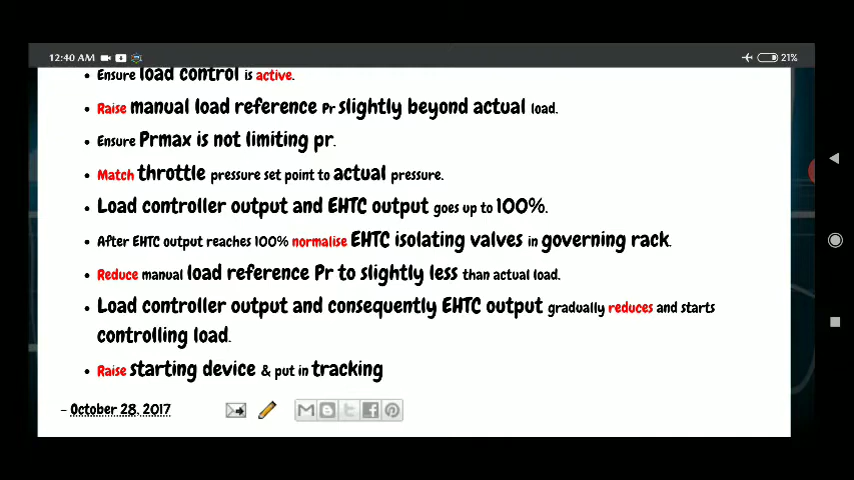 12:40 AM
21%
Ensure load control is active.
Raise manual load reference Pr slightly beyond actual load.
Ensure Prmax is not limiting pr.
Match throttle pressure set point to actual pressure.
Load controller output and EHTC output goes up to 100%.
After EHTC output reaches 100% normalise EHTC isolating valves in governing rack.
Reduce manual load reference Pr to slightly less than actual load.
Load controller output and consequently EHTC output gradually reduces and starts
controlling load.
Raise starting device & put in tracking
- October 28, 2017